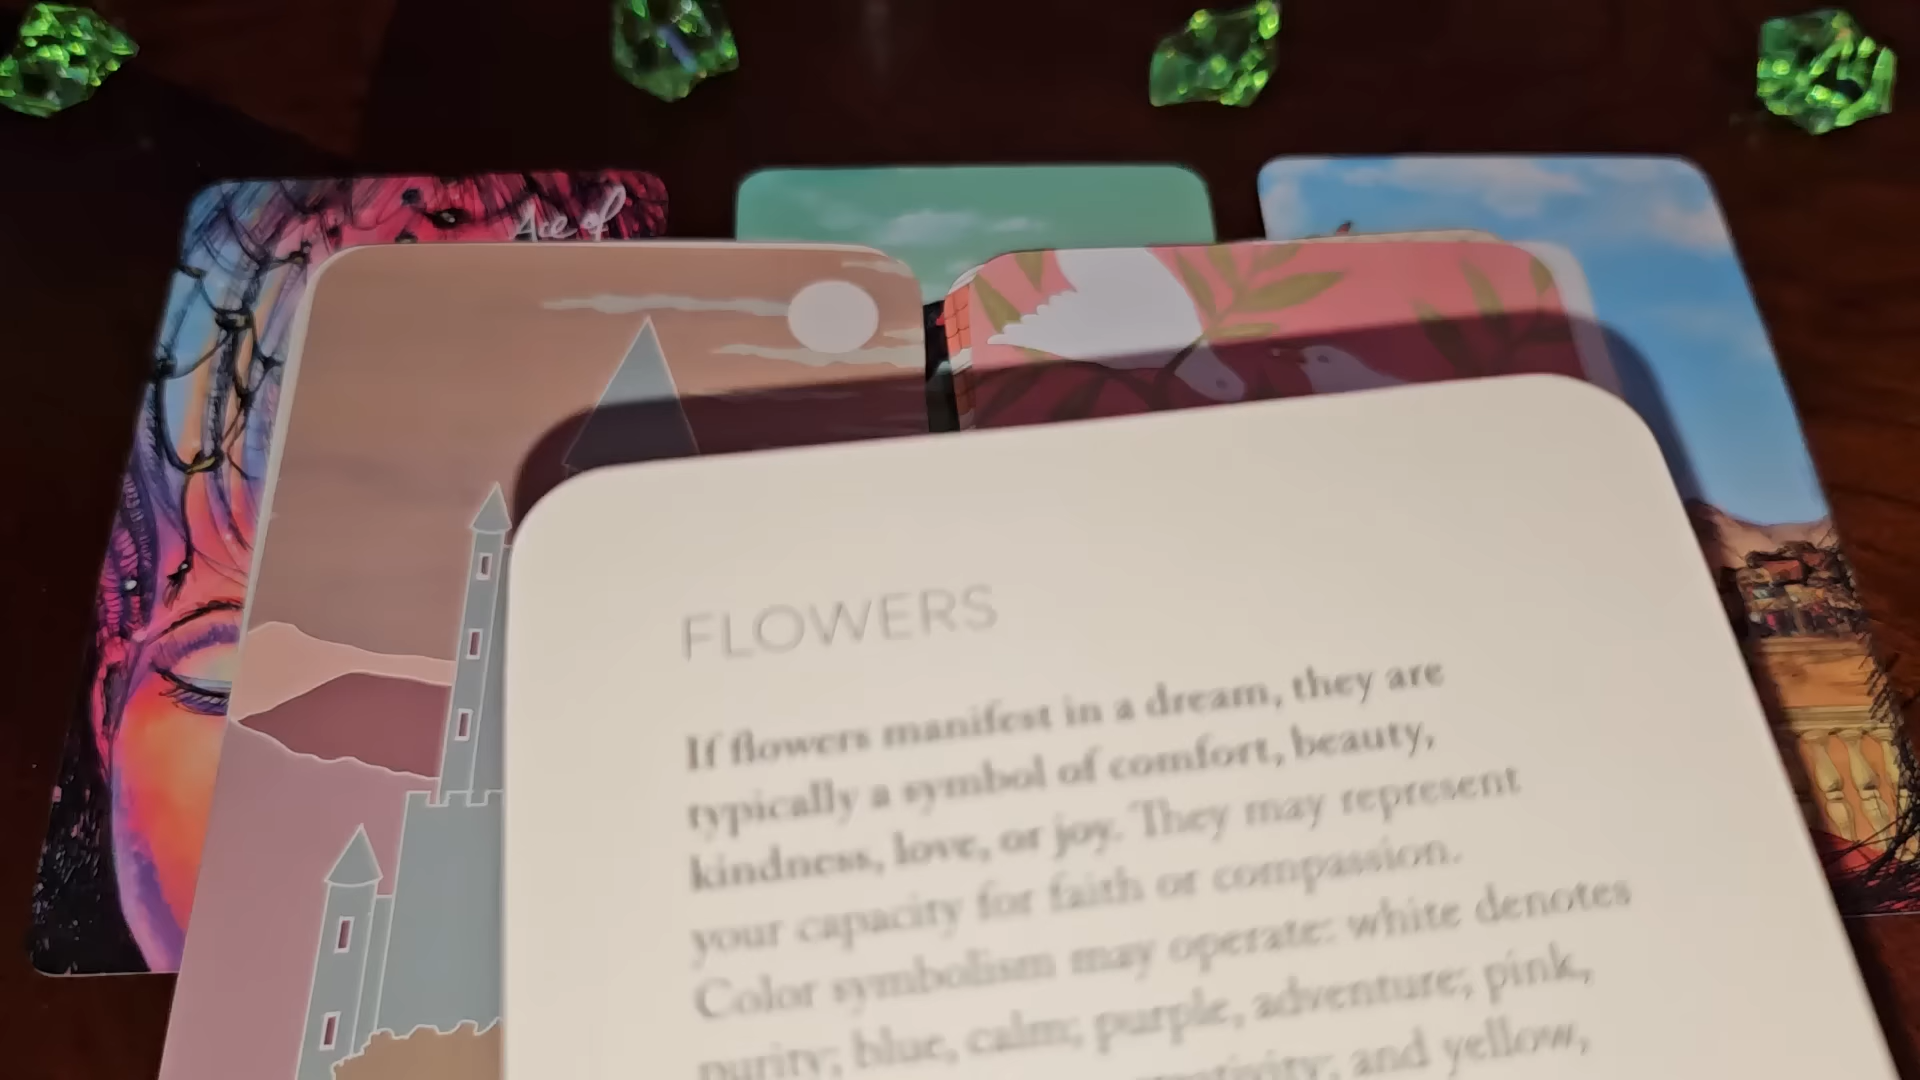 Ace of
FLOWERS
If flowers manifest in a dream, they are
typically a symbol of comfort, beauty,
kindness, love, or joy. They may represent
your capacity for faith or compassion.
Color symbolism may operate: white denotes
purity; blue, calm; purple, adventure; pink,
and yellow,